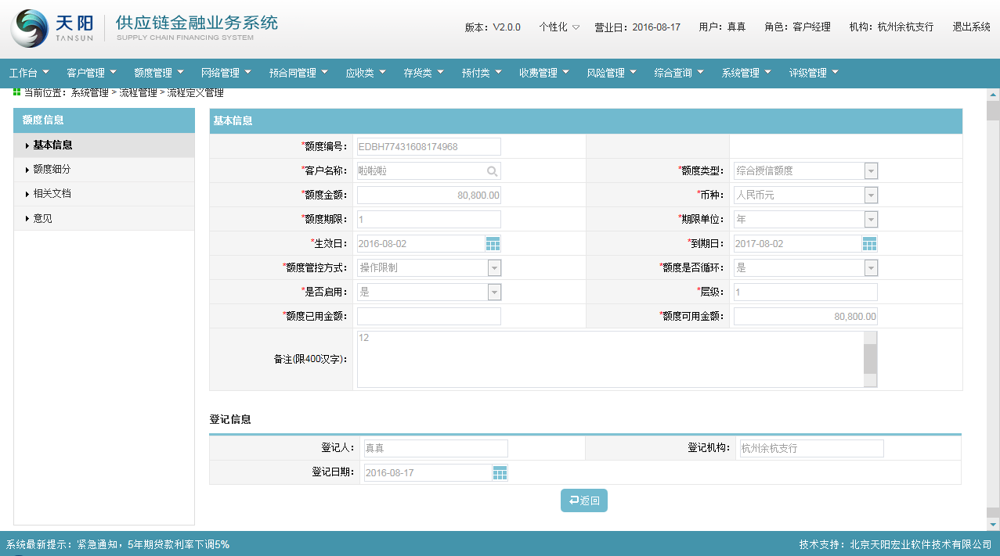 天阳 TANSUN 供应链金融业务系统 SUPPLY CHAIN FINANCING SYSTEM
版本：V2.0.0 个性化 营业日：2016-08-17 用户：真真 角色：客户经理 机构：杭州余杭支行 退出系统
工作台 客户管理 额度管理 网络管理 预合同管理 应收类 存货类 预付类 收费管理 风险管理 综合查询 系统管理 评级管理
当前位置：系统管理 > 流程管理 > 流程定义管理
额度信息
基本信息
额度细分
相关文档
意见
基本信息
*额度编号： EDBH77431608174968
*客户名称： 啦啦啦 *额度类型： 综合授信额度
*额度金额： 80,800.00 *币种： 人民币元
*额度期限： 1 *期限单位： 年
*生效日： 2016-08-02 *到期日： 2017-08-02
*额度管控方式： 操作限制 *额度是否循环： 是
*是否启用： 是 *层级： 1
*额度已用金额： *额度可用金额： 80,800.00
备注(限400汉字)： 12
登记信息
登记人： 真真 登记机构： 杭州余杭支行
登记日期： 2016-08-17
返回
系统最新提示：紧急通知，5年期贷款利率下调5% 技术支持：北京天阳宏业软件技术有限公司